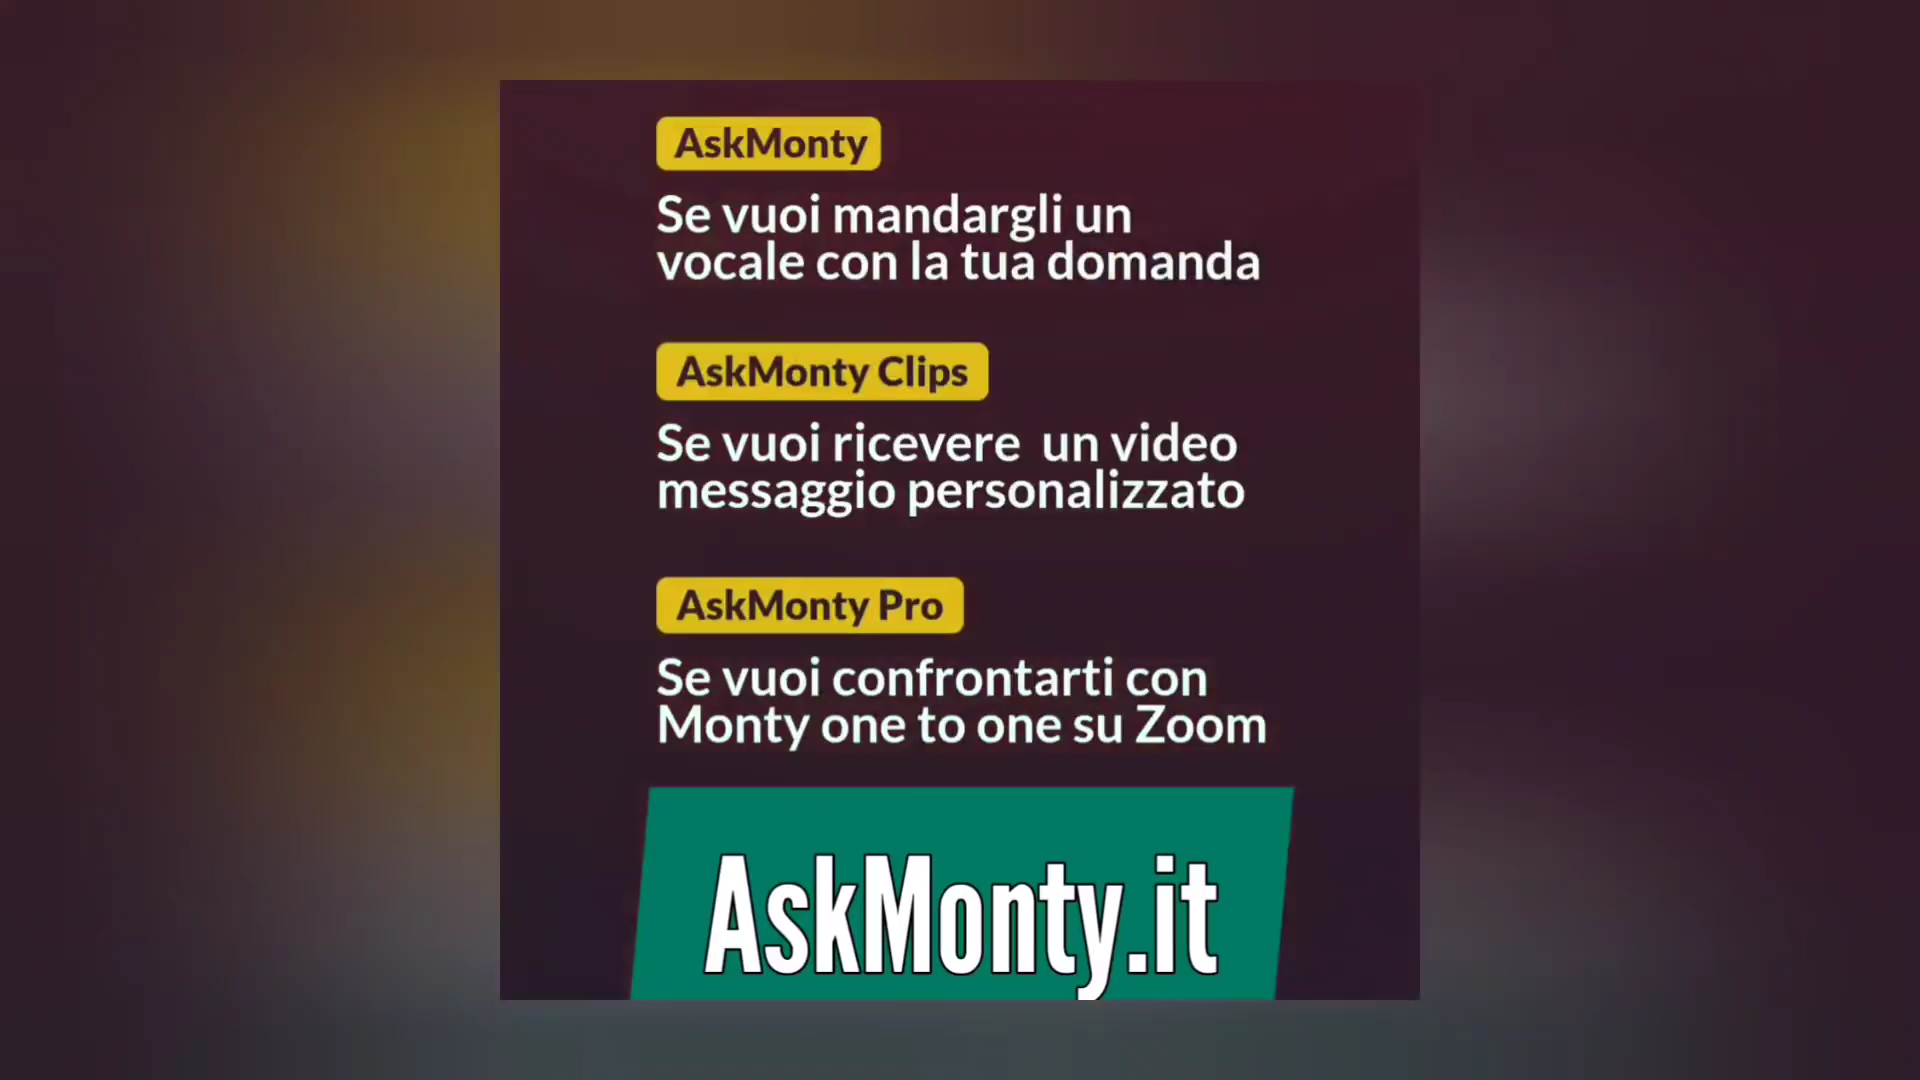 AskMonty
Se vuoi mandargli un
vocale con la tua domanda
AskMonty Clips
Se vuoi ricevere  un video
messaggio personalizzato
AskMonty Pro
Se vuoi confrontarti con
Monty one to one su Zoom
AskMonty.it